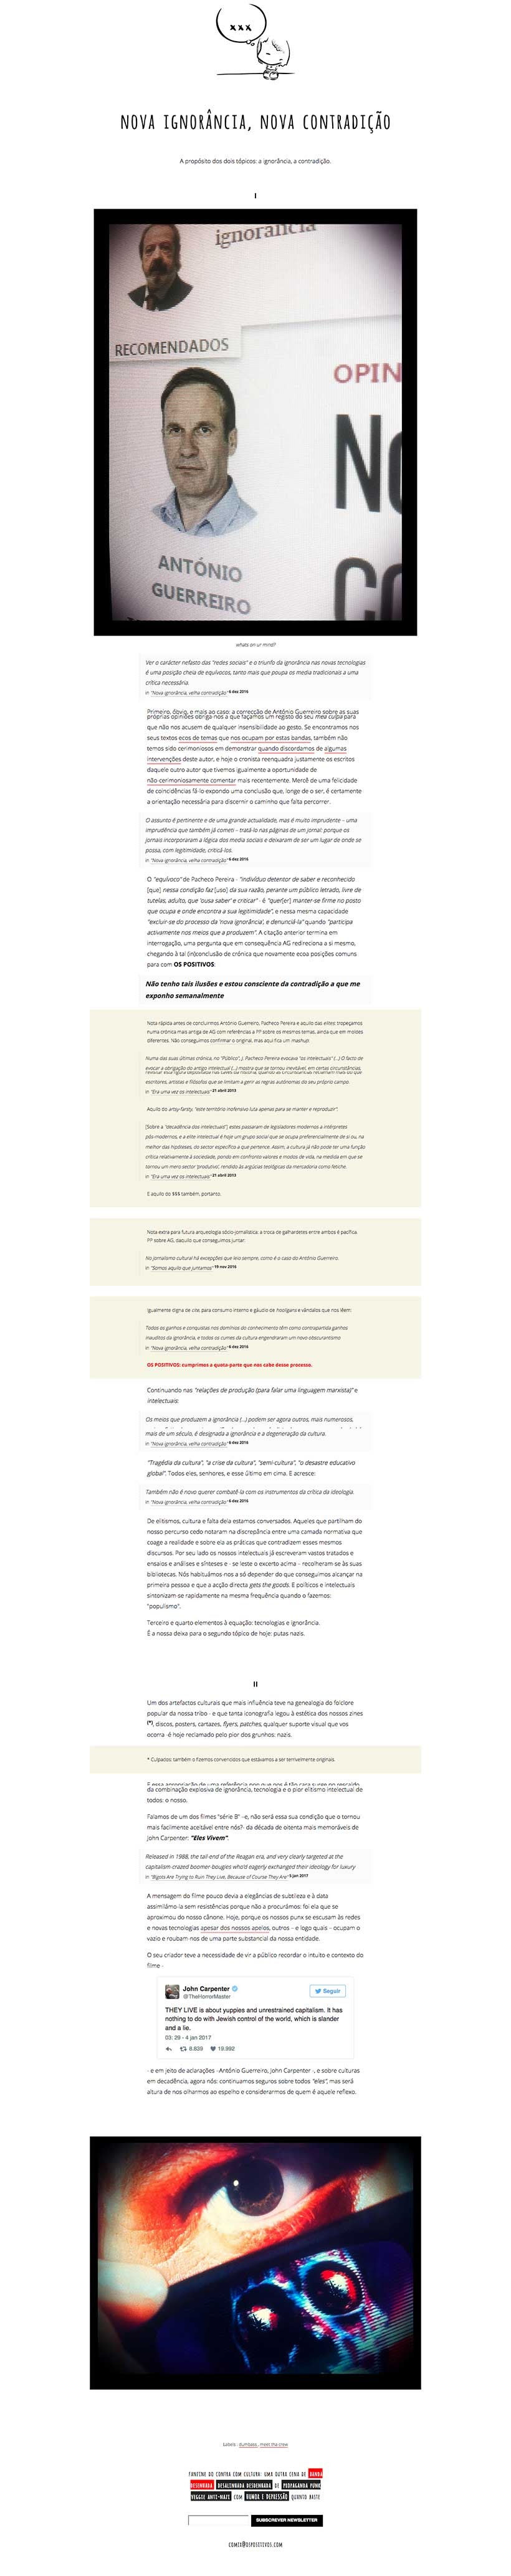 xxx
NOVA IGNORÂNCIA, NOVA CONTRADIÇÃO
A propósito dos dois tópicos: a ignorância, a contradição.
I
ignorância
RECOMENDADOS
OPIN
ANTÓNIO
GUERREIRO
whats on ur mind?
Ver o carácter nefasto das "redes sociais" e o triunfo da ignorância nas novas tecnologias
é uma posição cheia de equívocos, tanto mais que poupa os media tradicionais a uma
crítica necessária.
in "Nova ignorância, velha contradição" 6 dez 2016
Primeiro, óbvio, e mais ao caso: a correcção de António Guerreiro sobre as suas
próprias opiniões obriga-nos a que façamos um registo do seu mea culpa para
que não nos acusem de qualquer insensibilidade ao gesto. Se encontramos nos
seus textos ecos de temas que nos ocupam por estas bandas, também não
temos sido cerimoniosos em demonstrar quando discordamos de algumas
intervenções deste autor, e hoje o cronista reenquadra justamente os escritos
daquele outro autor que tivemos igualmente a oportunidade de
não-cerimoniosamente comentar mais recentemente. Mercê de uma felicidade
de coincidências fá-lo expondo uma conclusão que, longe de o ser, é certamente
a orientação necessária para discernir o caminho que falta percorrer.
O assunto é pertinente e de uma grande actualidade, mas é muito imprudente – uma
imprudência que também já cometi – tratá-lo nas páginas de um jornal: porque os
jornais incorporaram a lógica dos media sociais e deixaram de ser um lugar de onde se
possa, com legitimidade, criticá-los.
in "Nova ignorância, velha contradição" 6 dez 2016
O "equívoco" de Pacheco Pereira - "indivíduo detentor de saber e reconhecido
[que] nessa condição faz [uso] da sua razão, perante um público letrado, livre de
tutelas, adulto, que 'ousa saber' e criticar" - é "quer[er] manter-se firme no posto
que ocupa e onde encontra a sua legitimidade", e nessa mesma capacidade
"excluir-se do processo da 'nova ignorância', e denunciá-la" quando "participa
activamente nos meios que a produzem". A citação anterior termina em
interrogação, uma pergunta que em consequência AG redireciona a si mesmo,
chegando à tal (in)conclusão de crónica que novamente ecoa posições comuns
para com OS POSITIVOS:
Não tenho tais ilusões e estou consciente da contradição a que me
exponho semanalmente
Nota rápida antes de concluirmos António Guerreiro, Pacheco Pereira e aquilo das elites: tropeçamos
numa crónica mais antiga de AG com referências a PP sobre os mesmos temas, ainda que em moldes
diferentes. Não conseguimos confirmar o original, mas aqui fica um mashup:
Numa das suas últimas crónica, no "Público", J. Pacheco Pereira evocava "os intelectuais" (...) O facto de
evocar a obrigação do antigo intelectual (...) mostra que se tornou inevitável, em certas circunstâncias,
escritores, artistas e filósofos que se limitam a gerir as regras autónomas do seu próprio campo.
in "Era uma vez os intelectuais" 21 abril 2013
Aquilo do artsy-fartsy: "este território inofensivo luta apenas para se manter e reproduzir".
[Sobre a "decadência dos intelectuais"] estes passaram de legisladores modernos a intérpretes
pós-modernos, e a elite intelectual é hoje um grupo social que se ocupa preferencialmente de si ou, na
melhor das hipóteses, do sector específico a que pertence. Assim, a cultura já não pode ter uma função
crítica relativamente à sociedade, pondo em confronto valores e modos de vida, na medida em que se
tornou um mero sector 'produtivo', rendido às argúcias teológicas da mercadoria como fetiche.
in "Era uma vez os intelectuais" 21 abril 2013
E aquilo do $$$ também, portanto.
Nota extra para futura arqueologia sócio-jornalística: a troca de galhardetes entre ambos é pacífica.
PP sobre AG, daquilo que conseguimos juntar:
No jornalismo cultural há excepções que leio sempre, como é o caso do António Guerreiro.
in "Somos aquilo que juntamos" 19 nov 2016
Igualmente digna de cite, para consumo interno e gáudio de hooligans e vândalos que nos lêem:
Todos os ganhos e conquistas nos domínios do conhecimento têm como contrapartida ganhos
inauditos da ignorância, e todos os cumes da cultura engendraram um novo obscurantismo
in "Nova ignorância, velha contradição" 6 dez 2016
OS POSITIVOS: cumprimos a quota-parte que nos cabe desse processo.
Continuando nas "relações de produção (para falar uma linguagem marxista)" e
intelectuais:
Os meios que produzem a ignorância (...) podem ser agora outros, mais numerosos,
mais de um século, é designada a ignorância e a degeneração da cultura.
in "Nova ignorância, velha contradição" 6 dez 2016
"Tragédia da cultura", "a crise da cultura", "semi-cultura", "o desastre educativo
global". Todos eles, senhores, e esse último em cima. E acresce:
Também não é novo querer combatê-la com os instrumentos da crítica da ideologia.
in "Nova ignorância, velha contradição" 6 dez 2016
De elitismos, cultura e falta dela estamos conversados. Aqueles que partilham do
nosso percurso cedo notaram na discrepância entre uma camada normativa que
coage a realidade e sobre ela as práticas que contradizem esses mesmos
discursos. Por seu lado os nossos intelectuais já escreveram vastos tratados e
ensaios e análises e sínteses e - se leste o excerto acima – recolheram-se às suas
bibliotecas. Nós habituámo-nos a só depender do que conseguimos alcançar na
primeira pessoa e que a acção directa gets the goods. E políticos e intelectuais
sintonizam-se rapidamente na mesma frequência quando o fazemos:
"populismo".
Terceiro e quarto elementos à equação: tecnologias e ignorância.
É a nossa deixa para o segundo tópico de hoje: putas nazis.
II
Um dos artefactos culturais que mais influência teve na genealogia do folclore
popular da nossa tribo - e que tanta iconografia legou à estética dos nossos zines
(*), discos, posters, cartazes, flyers, patches, qualquer suporte visual que vos
ocorra -é hoje reclamado pelo pior dos grunhos: nazis.
* Culpados: também o fizemos convencidos que estávamos a ser terrivelmente originais.
E essa apropriação de uma referência pop que nos é tão cara surge no respaldo
da combinação explosiva de ignorância, tecnologia e o pior elitismo intelectual de
todos: o nosso.
Falamos de um dos filmes "série B" -e, não será essa sua condição que o tornou
mais facilmente aceitável entre nós?- da década de oitenta mais memoráveis de
John Carpenter: "Eles Vivem".
Released in 1988, the tail end of the Reagan era, and very clearly targeted at the
capitalism-crazed boomer-bougies who'd eagerly exchanged their ideology for luxury
in "Bigots Are Trying to Ruin They Live, Because of Course They Are" 5 jan 2017
A mensagem do filme pouco devia a elegâncias de subtileza e à data
assimilámo-la sem resistências porque não a procurámos: foi ela que se
aproximou do nosso cânone. Hoje, porque os nossos punx se escusam às redes
e novas tecnologias apesar dos nossos apelos, outros – e logo quais – ocupam o
vazio e roubam-nos de uma parte substancial da nossa entidade.
O seu criador teve a necessidade de vir a público recordar o intuito e contexto do
filme -
John Carpenter
@TheHorrorMaster
Seguir
THEY LIVE is about yuppies and unrestrained capitalism. It has
nothing to do with Jewish control of the world, which is slander
and a lie.
03: 29 - 4 jan 2017
8.839 19.992
- e em jeito de aclarações –António Guerreiro, John Carpenter -, e sobre culturas
em decadência, agora nós: continuamos seguros sobre todos "eles", mas será
altura de nos olharmos ao espelho e considerarmos de quem é aquele reflexo.
Labels - dumbass, meet tha crew
FANZINE DO CONTRA COM CULTURA: UMA OUTRA CENA DE BANDA
DESENHADA DESALINHADA DESDENHADA DE PROPAGANDA PUNK
VEGGIE ANTI-NAZI COM HUMOR E DEPRESSÃO QUANTO BASTE
SUBSCREVER NEWSLETTER
COMIX@OSPOSITIVOS.COM